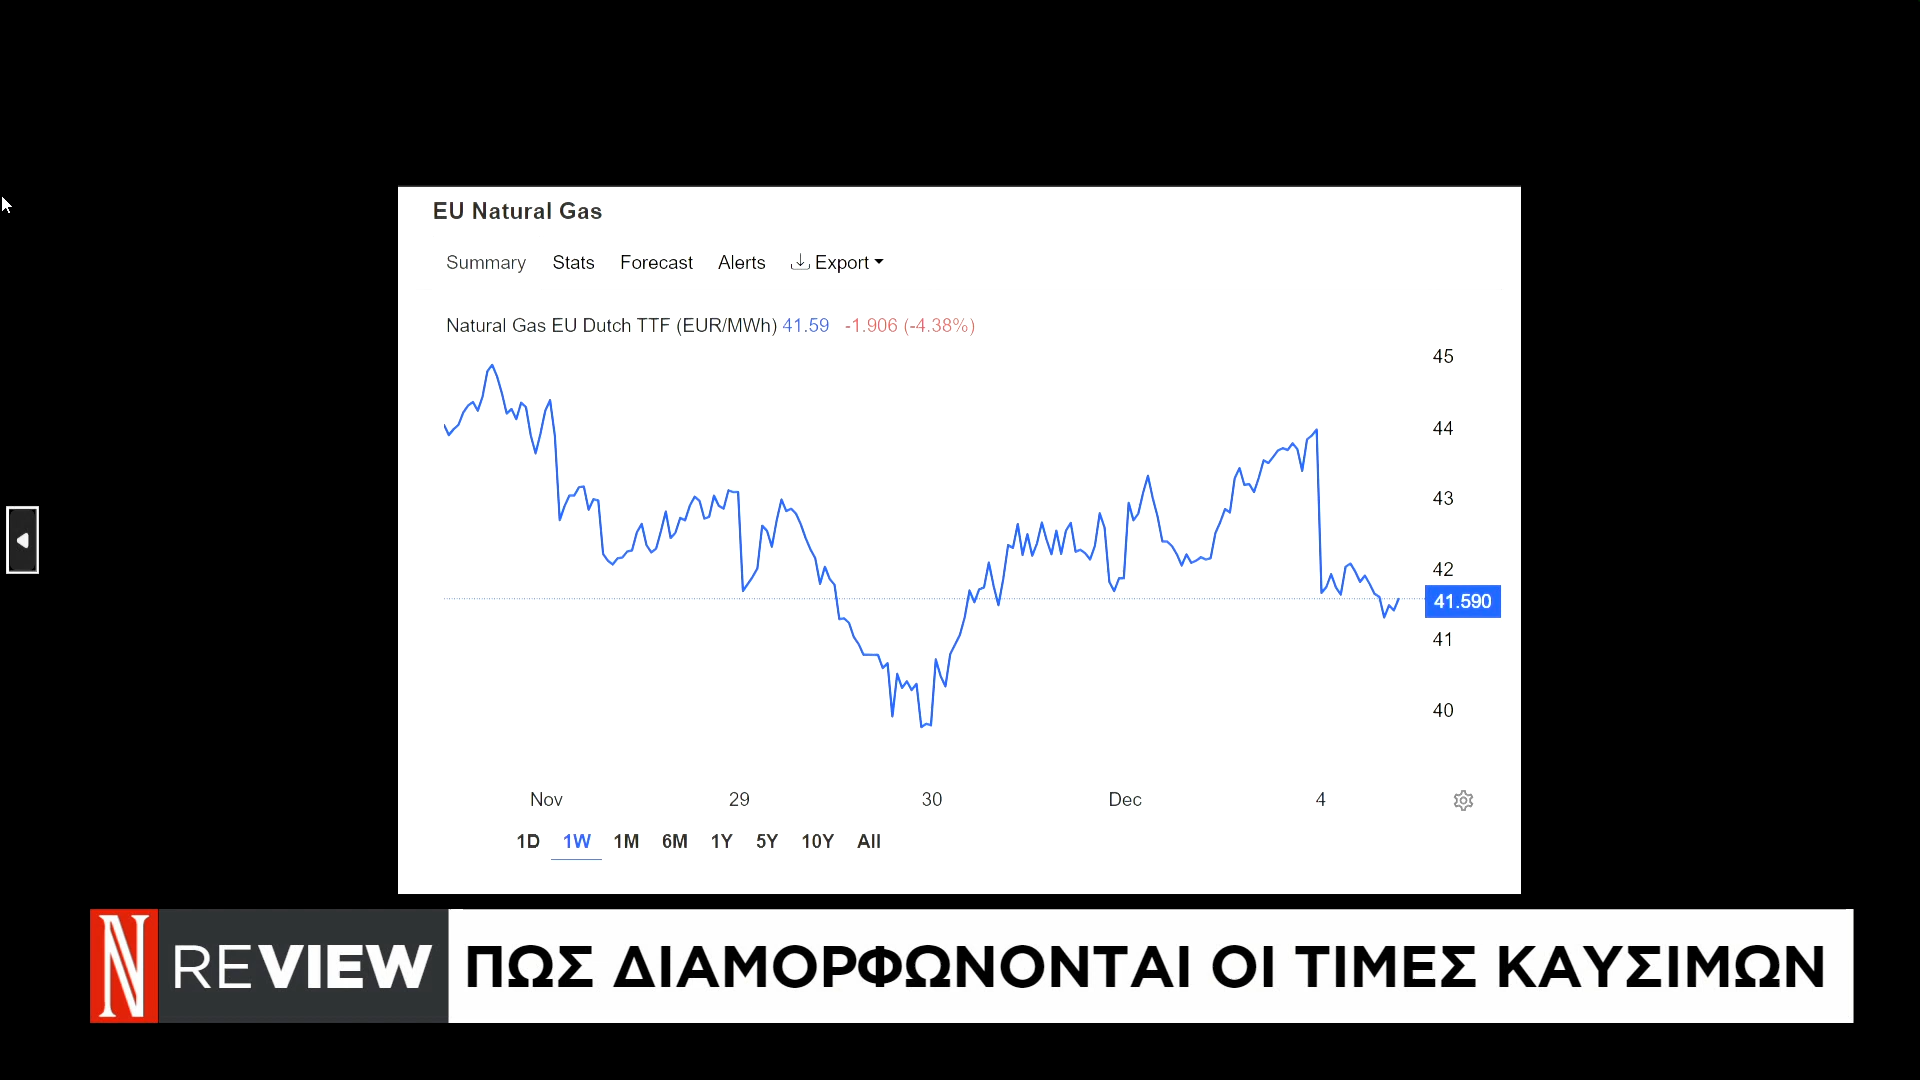 EU Natural Gas
Summary Stats Forecast Alerts Export
Natural Gas EU Dutch TTF (EUR/MWh) 41.59 -1.906 (-4.38%)
45
44
43
42
41.590
41
40
Nov 29 30 Dec 4
1D 1W 1M 6M 1Y 5Y 10Y All
N REVIEW ΠΩΣ ΔΙΑΜΟΡΦΩΝΟΝΤΑΙ ΟΙ ΤΙΜΕΣ ΚΑΥΣΙΜΩΝ